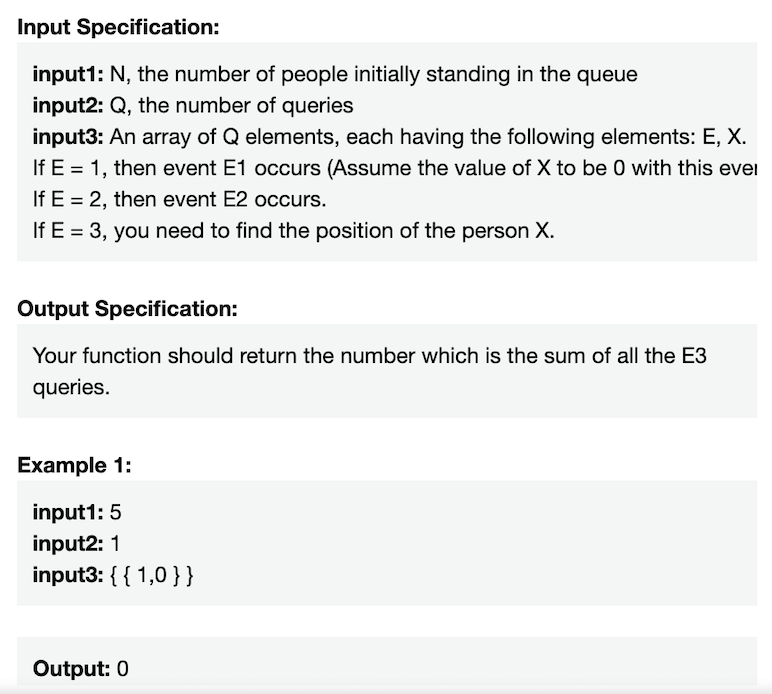 Input Specification:
input1: N, the number of people initially standing in the queue
input2: Q, the number of queries
input3: An array of Q elements, each having the following elements: E, X.
If E = 1, then event E1 occurs (Assume the value of X to be 0 with this
If E = 2, then event E2 occurs.
If E = 3, you need to find the position of the person X.
Output Specification:
Your function should return the number which is the sum of all the E3
queries.
Example 1:
input1: 5
input2: 1
input3: { { 1,0 } }
Output: 0